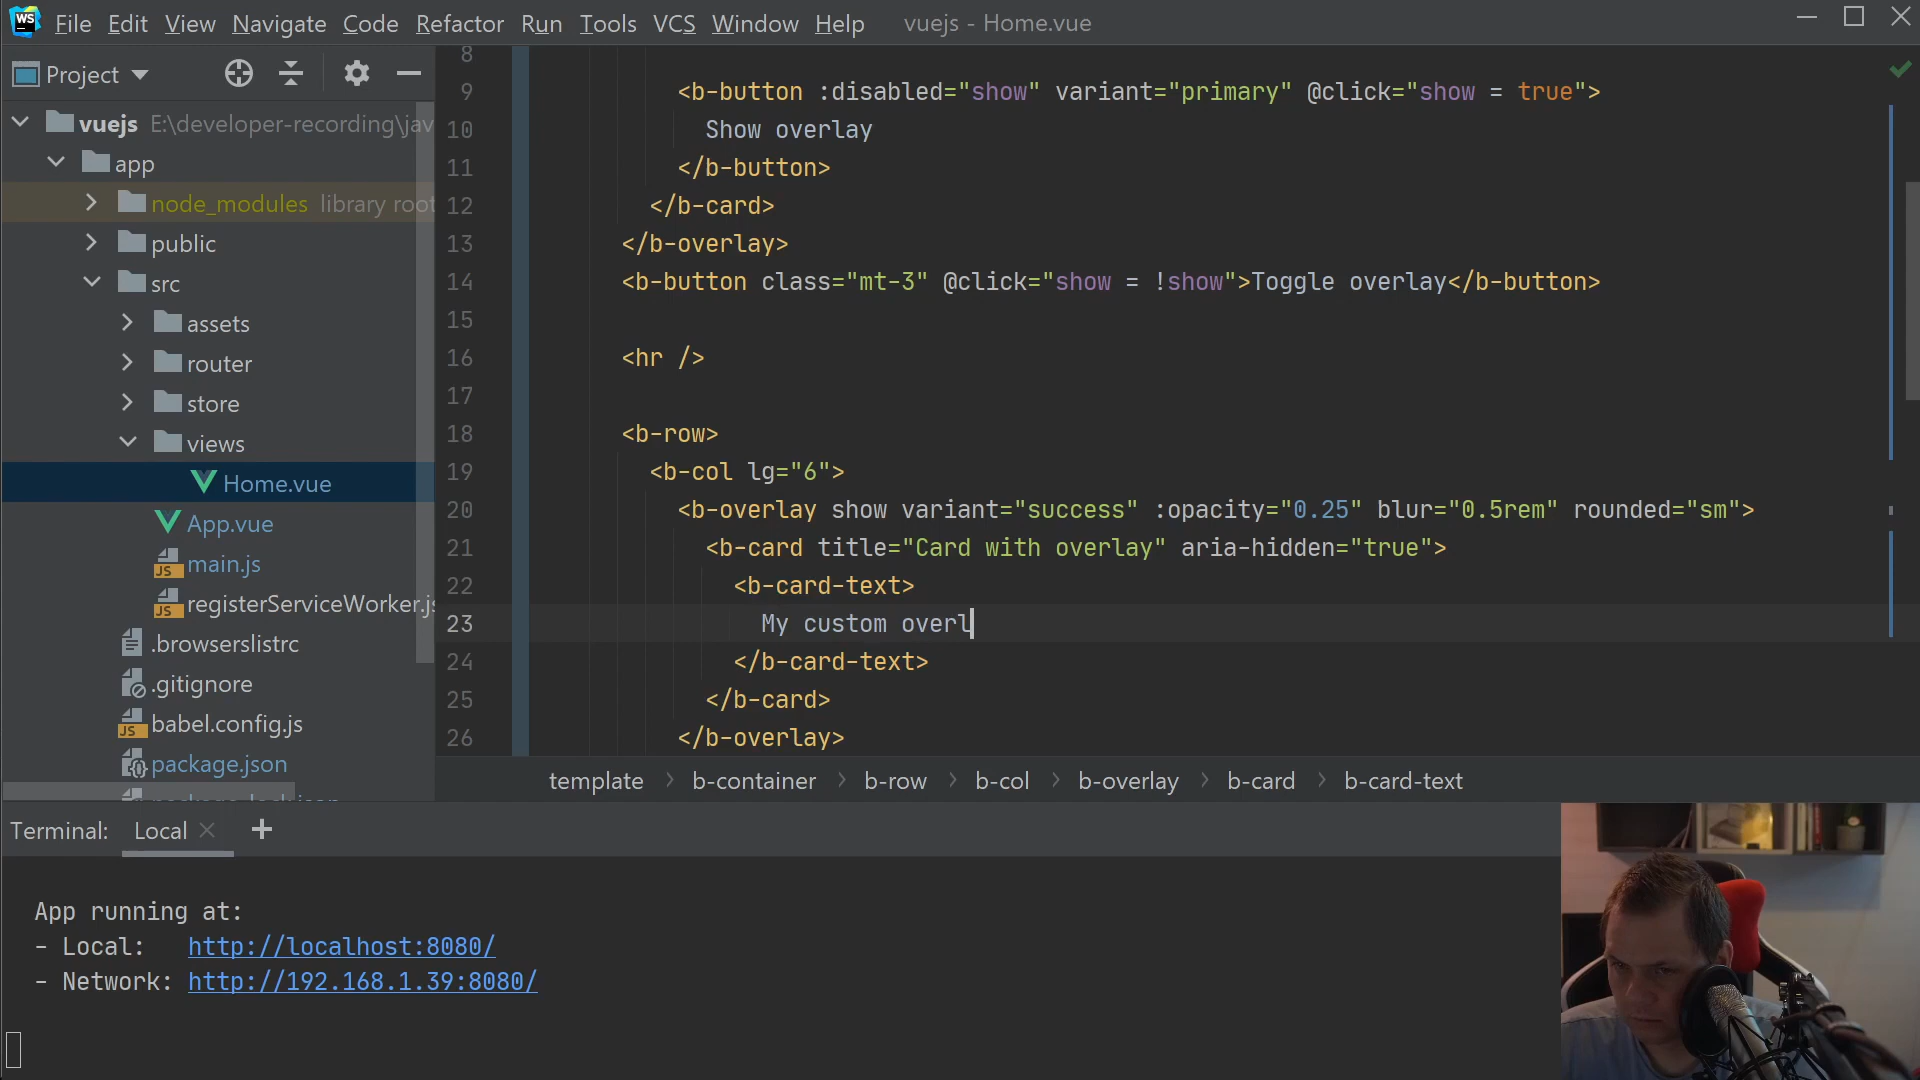 WS File Edit View Navigate Code Refactor Run Tools VCS Window Help vuejs - Home.vue
Project
vuejs E:\developer-recording\jav
app
node_modules library root
public
src
assets
router
store
views
Home.vue
App.vue
JS main.js
JS registerServiceWorker.js
.browserslistrc
.gitignore
JS babel.config.js
package.json
package-lock.json
8
9 <b-button :disabled="show" variant="primary" @click="show = true">
10 Show overlay
11 </b-button>
12 </b-card>
13 </b-overlay>
14 <b-button class="mt-3" @click="show = !show">Toggle overlay</b-button>
15
16 <hr />
17
18 <b-row>
19 <b-col lg="6">
20 <b-overlay show variant="success" :opacity="0.25" blur="0.5rem" rounded="sm">
21 <b-card title="Card with overlay" aria-hidden="true">
22 <b-card-text>
23 My custom overl
24 </b-card-text>
25 </b-card>
26 </b-overlay>
template b-container b-row b-col b-overlay b-card b-card-text
Terminal: Local
App running at:
- Local: http://localhost:8080/
- Network: http://192.168.1.39:8080/